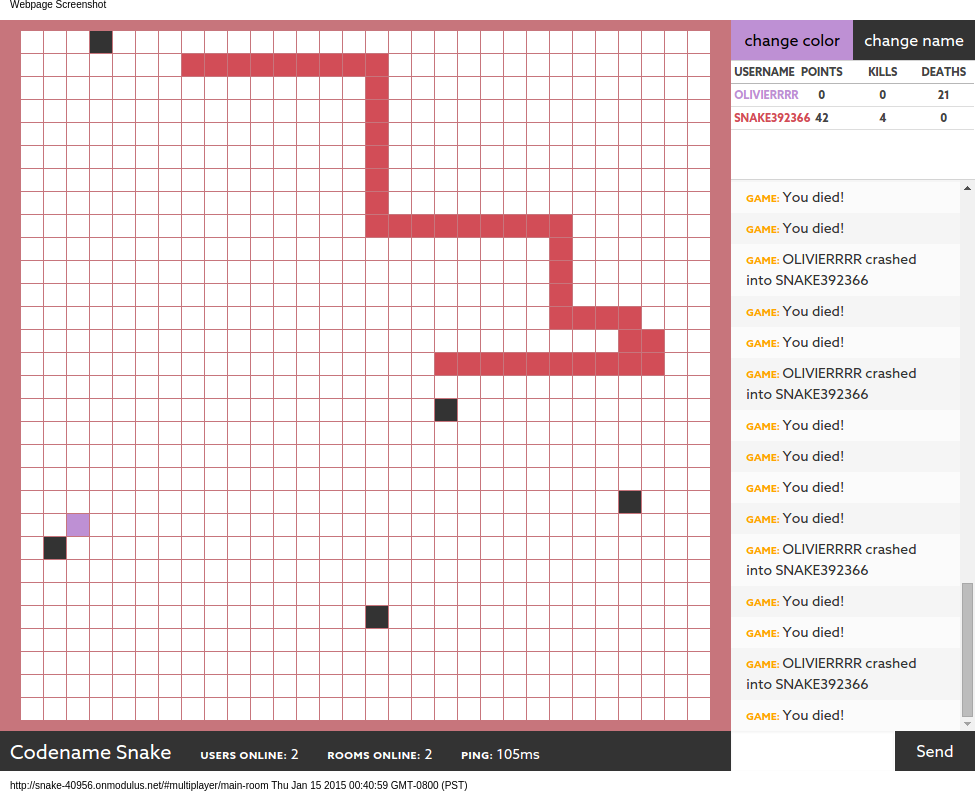 Webpage Screenshot
change color change name
USERNAME POINTS KILLS DEATHS
OLIVIERRRR 0 0 21
SNAKE392366 42 4 0
GAME: You died!
GAME: You died!
GAME: OLIVIERRRR crashed
into SNAKE392366
GAME: You died!
GAME: You died!
GAME: OLIVIERRRR crashed
into SNAKE392366
GAME: You died!
GAME: You died!
GAME: You died!
GAME: You died!
GAME: OLIVIERRRR crashed
into SNAKE392366
GAME: You died!
GAME: You died!
GAME: OLIVIERRRR crashed
into SNAKE392366
GAME: You died!
Codename Snake USERS ONLINE: 2 ROOMS ONLINE: 2 PING: 105ms Send
http://snake-40956.onmodulus.net/#multiplayer/main-room Thu Jan 15 2015 00:40:59 GMT-0800 (PST)